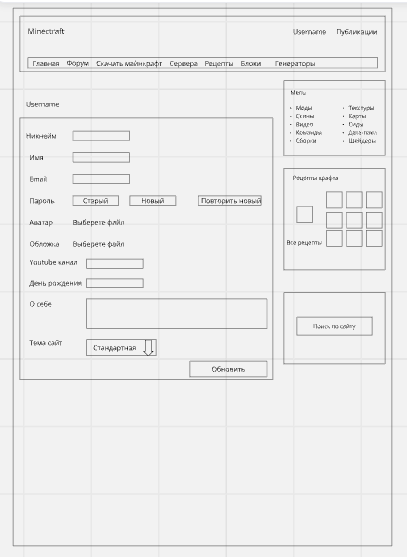 Minecraft
Username Публикации
Главная Форум Скачать майнкрафт Сервера Рецепты Блоки Генераторы
Username
Никнейм
Имя
Email
Пароль Старый Новый Повторить новый
Аватар Выберете файл
Обложка Выберете файл
Youtube канал
День рождения
О себе
Тема сайт Стандартная
Обновить
Menu
• Моды • Текстуры
• Скины • Карты
• Видео • Сиды
• Команды • Дата-паки
• Сборки • Шейдеры
Рецепты крафта
Все рецепты
Поиск по сайту